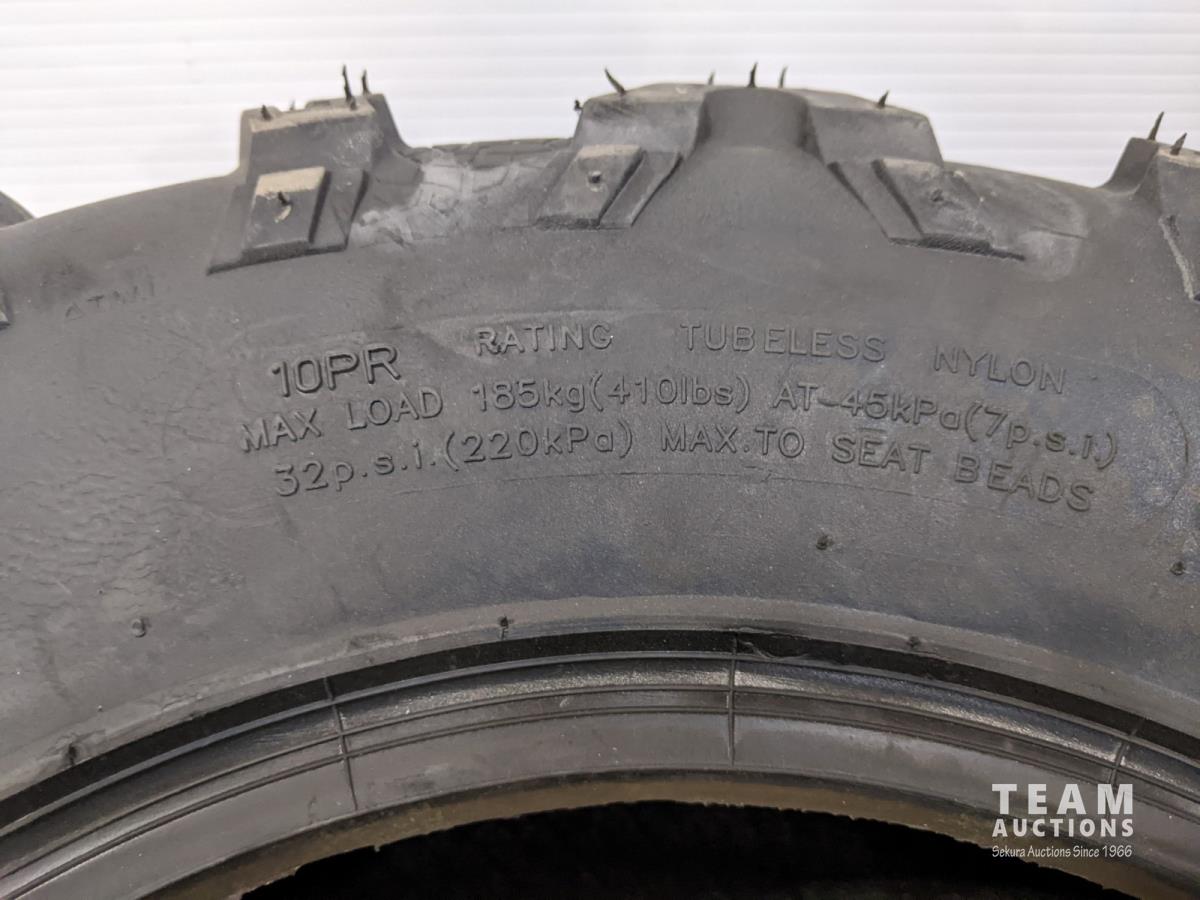 10PR RATING TUBELESS NYLON
MAX LOAD 185kg(410lbs) AT-45kPa(7p.s.i.)
32p.s.i.(220kPa) MAX.TO SEAT BEADS
TEAM
AUCTIONS
Sekura Auctions Since 1966